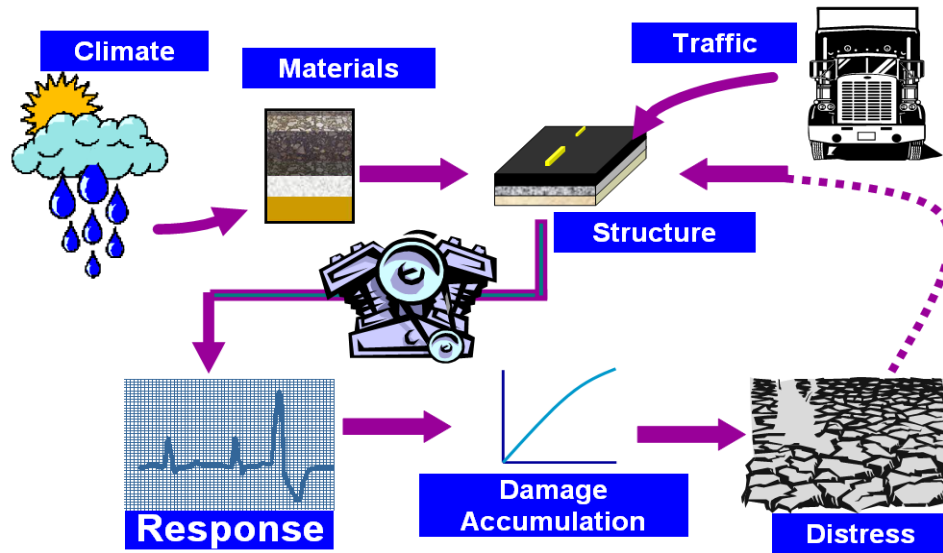 Climate
Materials
Traffic
Structure
Response
Damage
Accumulation
Distress